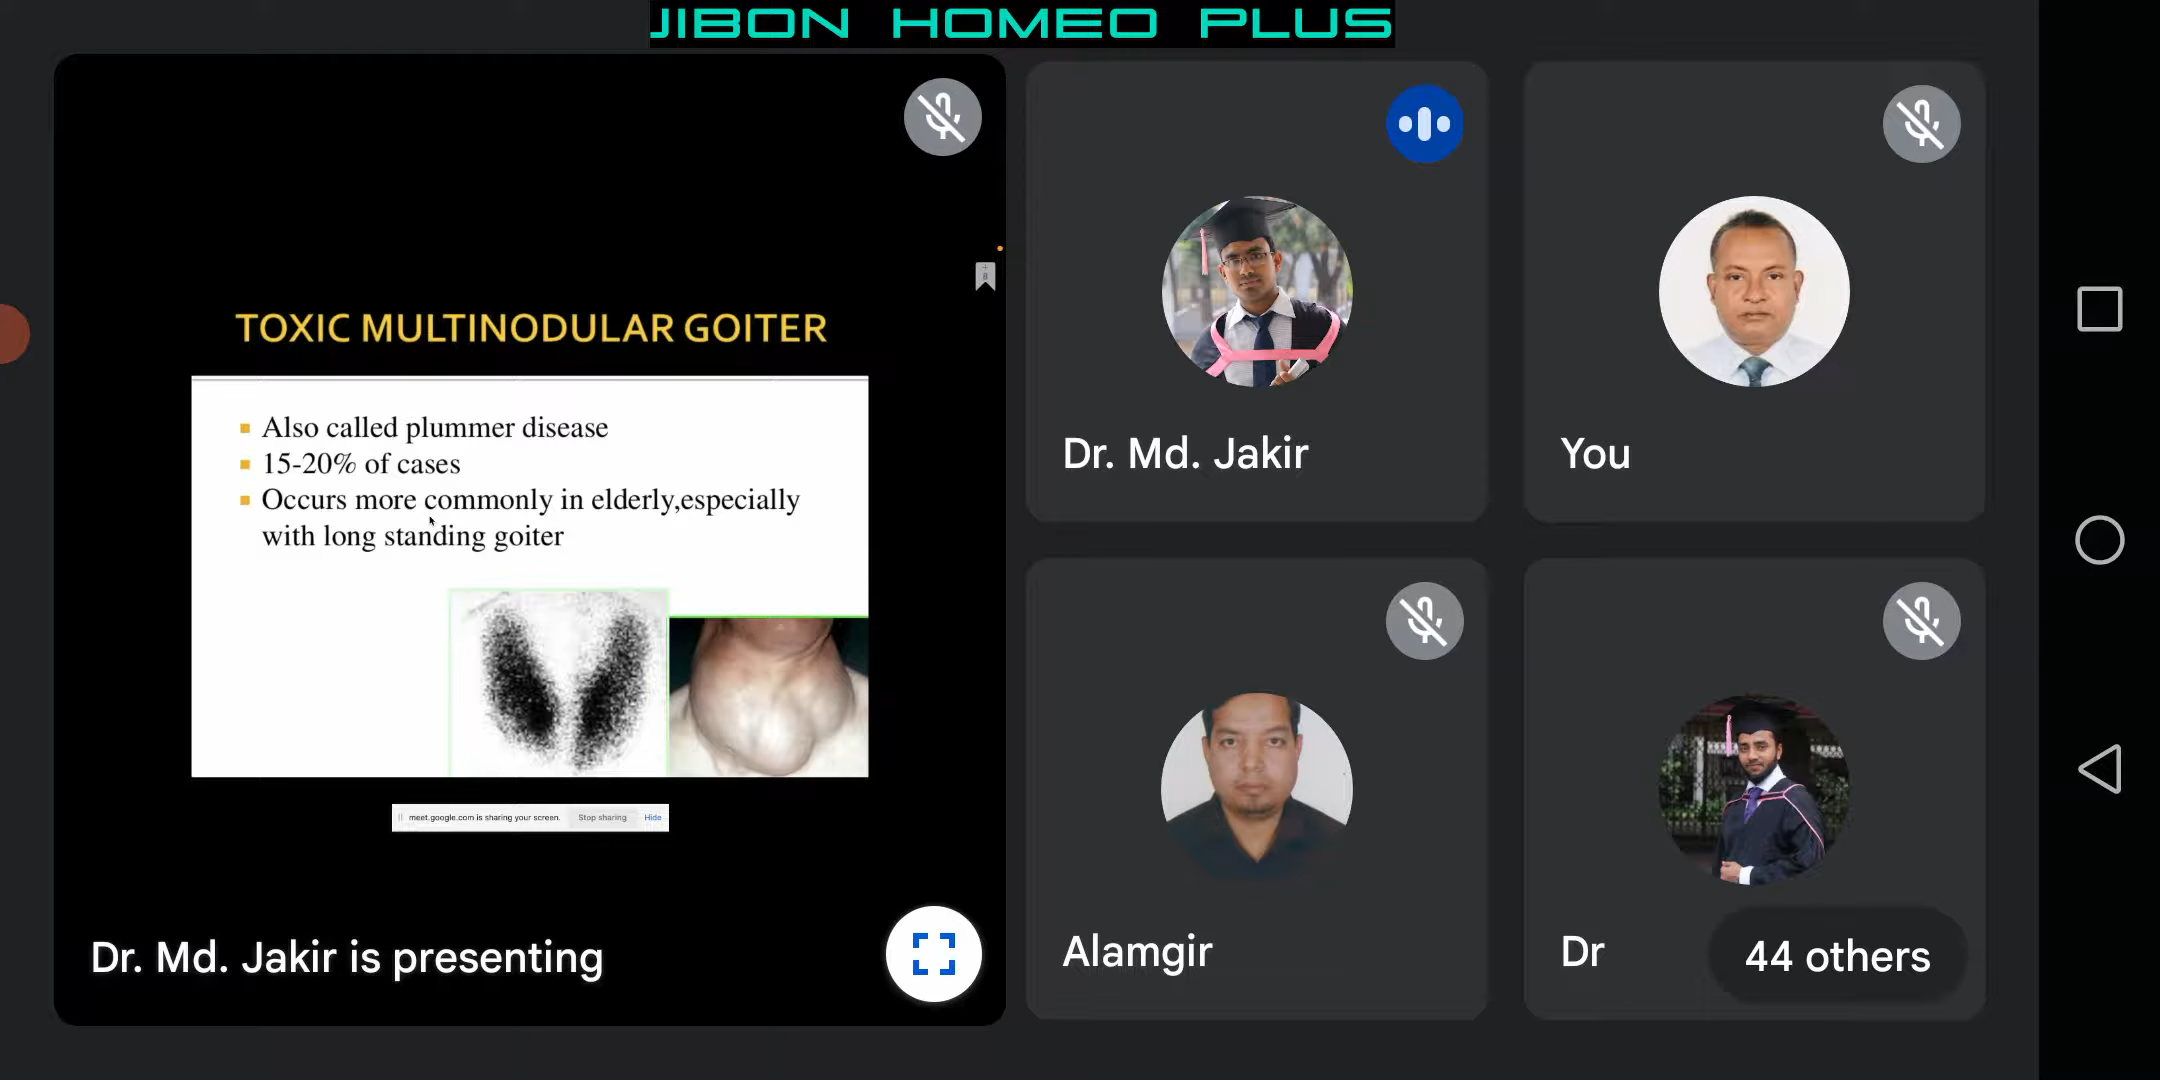 JIBON HOMEO PLUS
TOXIC MULTINODULAR GOITER
Also called plummer disease
15-20% of cases
Occurs more commonly in elderly,especially
with long standing goiter
meet.google.com is sharing your screen. Stop sharing Hide
Dr. Md. Jakir is presenting
Dr. Md. Jakir
You
Alamgir
Dr
44 others